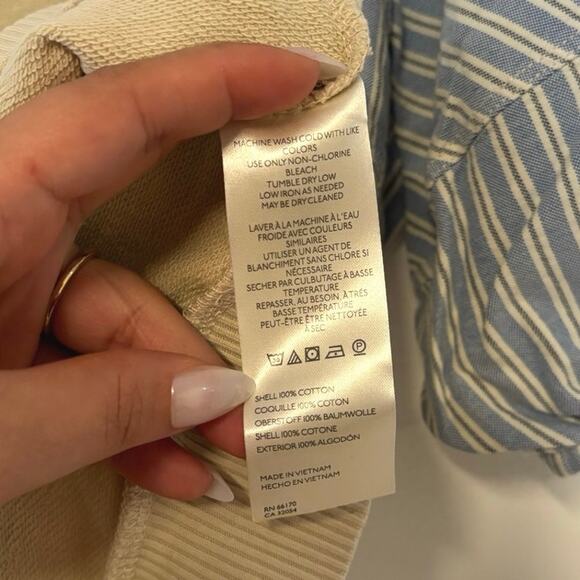 MACHINE WASH COLD WITH LIKE
COLORS
USE ONLY NON-CHLORINE
BLEACH
TUMBLE DRY LOW
LOW IRON AS NEEDED
MAY BE DRY CLEANED
LAVER À LA MACHINE À L'EAU
FROIDE AVEC COULEURS
SIMILAIRES
UTILISER UN AGENT DE
BLANCHIMENT SANS CHLORE SI
NÉCESSAIRE
SECHER PAR CULBUTAGE À BASSE
TEMPERATURE
REPASSER, AU BESOIN, À TRÈS
BASSE TEMPÉRATURE
PEUT-ÊTRE ÊTRE NETTOYÉE
À SEC
30 P
SHELL 100% COTTON
COQUILLE 100% COTON
OBERSTOFF 100% BAUMWOLLE
SHELL 100% COTONE
EXTERIOR 100% ALGODÓN
MADE IN VIETNAM
HECHO EN VIETNAM
RN 66170
CA 32054